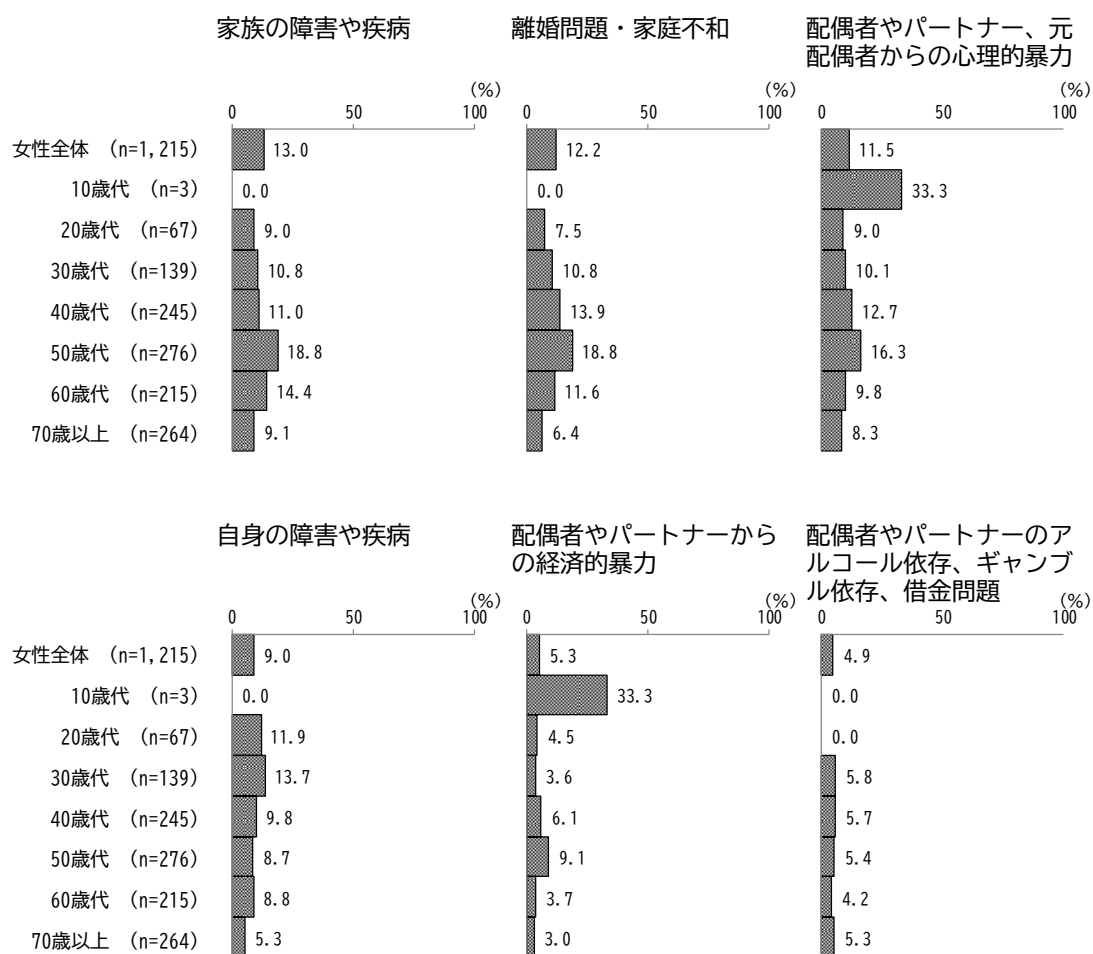 家族の障害や疾病
離婚問題・家庭不和
配偶者やパートナー、元
配偶者からの心理的暴力
(%) (%) (%)
0 50 100 0 50 100 0 50 100
女性全体 (n=1,215) 13.0 12.2 11.5
10歳代 (n=3) 0.0 0.0 33.3
20歳代 (n=67) 9.0 7.5 9.0
30歳代 (n=139) 10.8 10.8 10.1
40歳代 (n=245) 11.0 13.9 12.7
50歳代 (n=276) 18.8 18.8 16.3
60歳代 (n=215) 14.4 11.6 9.8
70歳以上 (n=264) 9.1 6.4 8.3
自身の障害や疾病
配偶者やパートナーから
の経済的暴力
配偶者やパートナーのア
ルコール依存、ギャンブ
ル依存、借金問題
(%) (%) (%)
0 50 100 0 50 100 0 50 100
女性全体 (n=1,215) 9.0 5.3 4.9
10歳代 (n=3) 0.0 33.3 0.0
20歳代 (n=67) 11.9 4.5 0.0
30歳代 (n=139) 13.7 3.6 5.8
40歳代 (n=245) 9.8 6.1 5.7
50歳代 (n=276) 8.7 9.1 5.4
60歳代 (n=215) 8.8 3.7 4.2
70歳以上 (n=264) 5.3 3.0 5.3